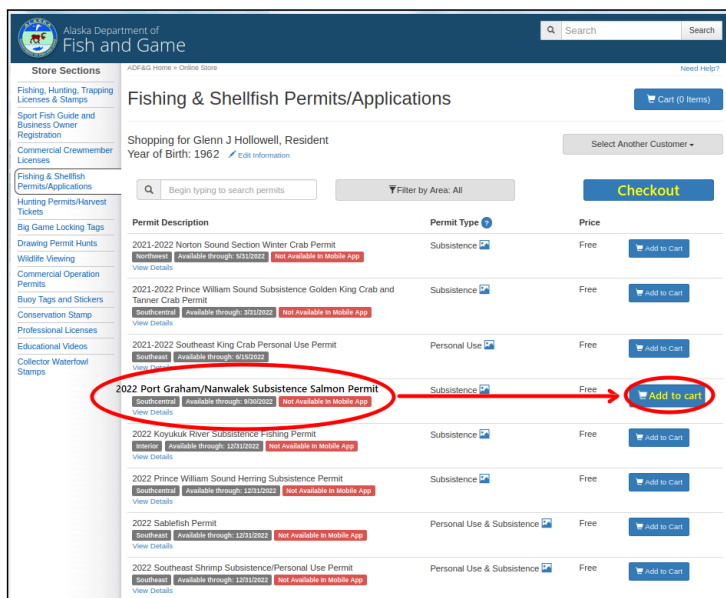 Alaska Department of
Fish and Game
Search
Search
Store Sections
Fishing, Hunting, Trapping
Licenses & Stamps
Sport Fish Guide and
Business Owner
Registration
Commercial Crewmember
Licenses
Fishing & Shellfish
Permits/Applications
Hunting Permits/Harvest
Tickets
Big Game Locking Tags
Drawing Permit Hunts
Wildlife Viewing
Commercial Operation
Permits
Buoy Tags and Stickers
Conservation Stamp
Professional Licenses
Educational Videos
Collector Waterfowl
Stamps
ADF&G Home » Online Store
Need Help?
Fishing & Shellfish Permits/Applications
Cart (0 Items)
Shopping for Glenn J Hollowell, Resident
Year of Birth: 1962 Edit Information
Select Another Customer
Begin typing to search permits
Filter by Area: All
Checkout
Permit Description Permit Type ? Price
2021-2022 Norton Sound Section Winter Crab Permit Subsistence Free Add to Cart
Northwest Available through: 5/31/2022 Not Available In Mobile App
View Details
2021-2022 Prince William Sound Subsistence Golden King Crab and Subsistence Free Add to Cart
Tanner Crab Permit
Southcentral Available through: 3/31/2022 Not Available In Mobile App
View Details
2021-2022 Southeast King Crab Personal Use Permit Personal Use Free Add to Cart
Southeast Available through: 6/15/2022 Not Available In Mobile App
View Details
2022 Port Graham/Nanwalek Subsistence Salmon Permit Subsistence Free Add to cart
Southcentral Available through: 9/30/2022 Not Available In Mobile App
View Details
2022 Koyukuk River Subsistence Fishing Permit Subsistence Free Add to Cart
Interior Available through: 12/31/2022 Not Available In Mobile App
View Details
2022 Prince William Sound Herring Subsistence Permit Subsistence Free Add to Cart
Southcentral Available through: 12/31/2022 Not Available In Mobile App
View Details
2022 Sablefish Permit Personal Use & Subsistence Free Add to Cart
Southeast Available through: 12/31/2022 Not Available In Mobile App
View Details
2022 Southeast Shrimp Subsistence/Personal Use Permit Personal Use & Subsistence Free Add to Cart
Southeast Available through: 12/31/2022 Not Available In Mobile App
View Details